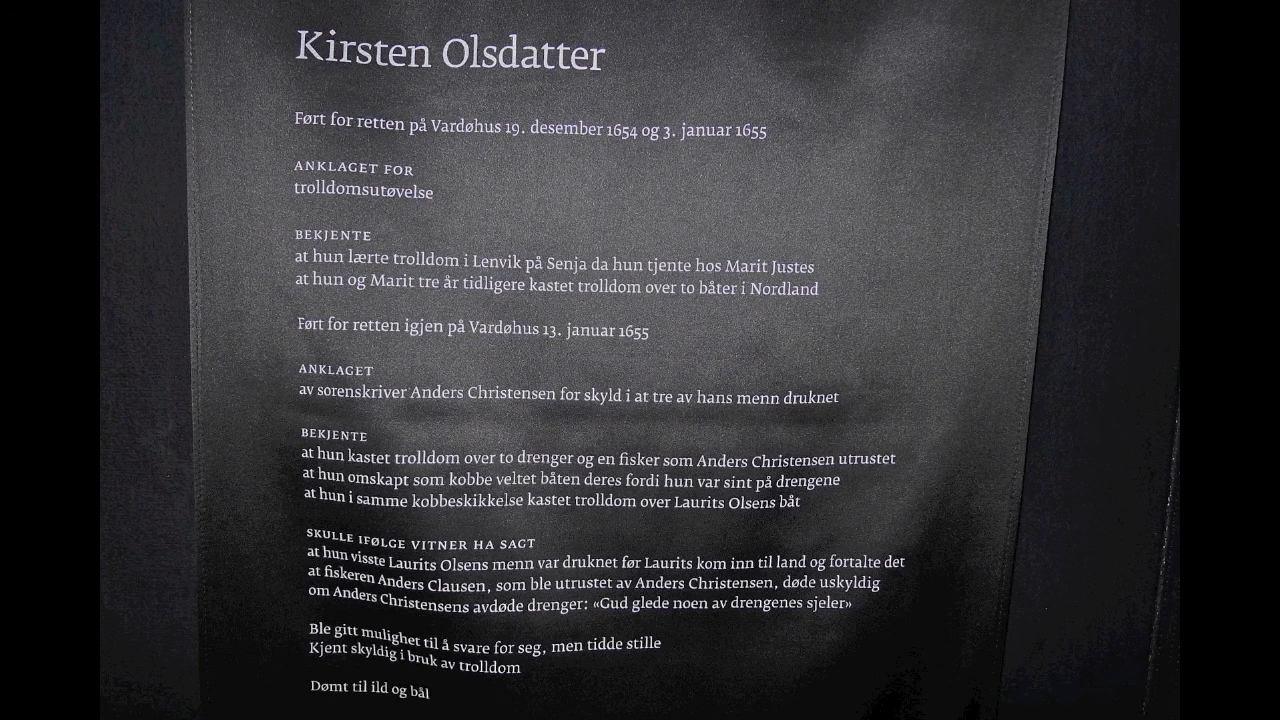 Kirsten Olsdatter
Ført for retten på Vardøhus 19. desember 1654 og 3. januar 1655
ANKLAGET FOR
trolldomsutøvelse
BEKJENTE
at hun lærte trolldom i Lenvik på Senja da hun tjente hos Marit Justes
at hun og Marit tre år tidligere kastet trolldom over to båter i Nordland
Ført for retten igjen på Vardøhus 13. januar 1655
ANKLAGET
av sorenskriver Anders Christensen for skyld i at tre av hans menn druknet
BEKJENTE
at hun kastet trolldom over to drenger og en fisker som Anders Christensen utrustet
at hun omskapt som kobbe veltet båten deres fordi hun var sint på drengene
at hun i samme kobbeskikkelse kastet trolldom over Laurits Olsens båt
SKULLE IFØLGE VITNER HA SAGT
at hun visste Laurits Olsens menn var druknet før Laurits kom inn til land og fortalte det
at fiskeren Anders Clausen, som ble utrustet av Anders Christensen, døde uskyldig
om Anders Christensens avdøde drenger: «Gud glede noen av drengenes sjeler»
Ble gitt mulighet til å svare for seg, men tidde stille
Kjent skyldig i bruk av trolldom
Dømt til ild og bål